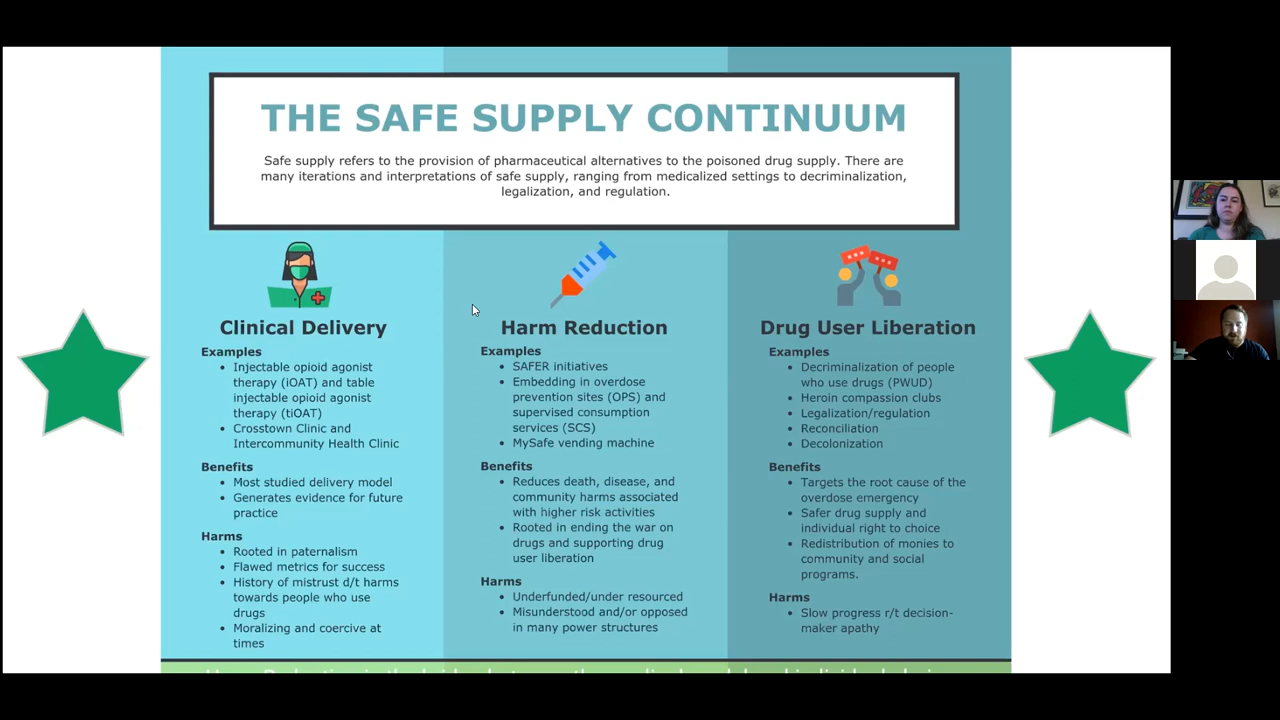 THE SAFE SUPPLY CONTINUUM
Safe supply refers to the provision of pharmaceutical alternatives to the poisoned drug supply. There are
many iterations and interpretations of safe supply, ranging from medicalized settings to decriminalization,
legalization, and regulation.
Clinical Delivery
Examples
• Injectable opioid agonist
therapy (iOAT) and table
injectable opioid agonist
therapy (tiOAT)
• Crosstown Clinic and
Intercommunity Health Clinic
Benefits
• Most studied delivery model
• Generates evidence for future
practice
Harms
• Rooted in paternalism
• Flawed metrics for success
• History of mistrust d/t harms
towards people who use
drugs
• Moralizing and coercive at
times
Harm Reduction
Examples
• SAFER initiatives
• Embedding in overdose
prevention sites (OPS) and
supervised consumption
services (SCS)
• MySafe vending machine
Benefits
• Reduces death, disease, and
community harms associated
with higher risk activities
• Rooted in ending the war on
drugs and supporting drug
user liberation
Harms
• Underfunded/under resourced
• Misunderstood and/or opposed
in many power structures
Drug User Liberation
Examples
• Decriminalization of people
who use drugs (PWUD)
• Heroin compassion clubs
• Legalization/regulation
• Reconciliation
• Decolonization
Benefits
• Targets the root cause of the
overdose emergency
• Safer drug supply and
individual right to choice
• Redistribution of monies to
community and social
programs.
Harms
• Slow progress r/t decision-
maker apathy